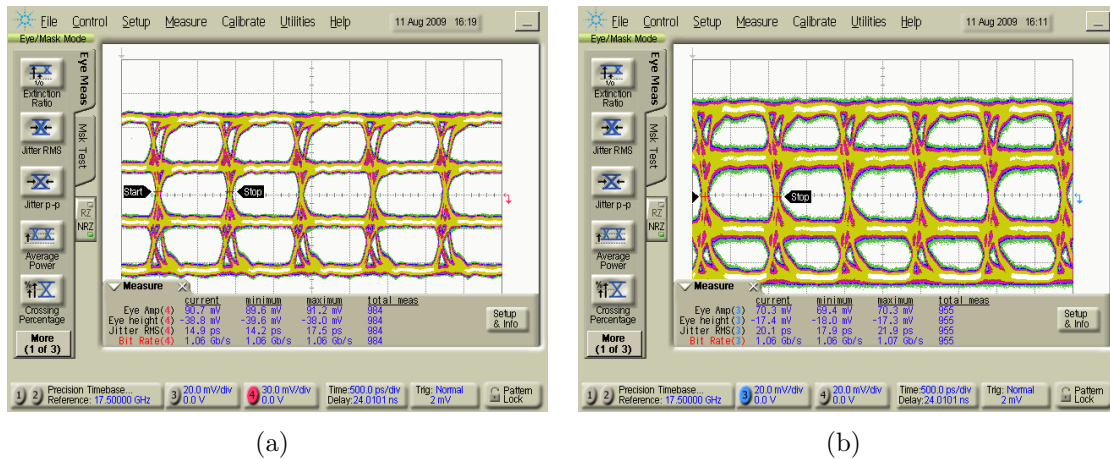 File Control Setup Measure Calibrate Utilities Help 11 Aug 2009 16:19
Eye/Mask Mode
Extinction
Ratio
Jitter RMS
Jitter p-p
Average
Power
Crossing
Percentage
More
(1 of 3)
Eye Meas
Msk Test
RZ
NRZ
Start
Stop
Measure
current minimum maximum total meas
Eye Amp(4) 90.7 mV 89.6 mV 91.2 mV 984
Eye height(4) -38.8 mV -39.6 mV -38.0 mV 984
Jitter RMS(4) 14.9 ps 14.2 ps 17.5 ps 984
Bit Rate(4) 1.06 Gb/s 1.06 Gb/s 1.06 Gb/s 984
Setup
& Info
1 2 Precision Timebase...
Reference: 17.50000 GHz
3 20.0 mV/div
0.0 V
4 30.0 mV/div
0.0 V
Time:500.0 ps/div
Delay:24.0101 ns
Trig: Normal
2 mV
Pattern
Lock
(a)
File Control Setup Measure Calibrate Utilities Help 11 Aug 2009 16:11
Eye/Mask Mode
Extinction
Ratio
Jitter RMS
Jitter p-p
Average
Power
Crossing
Percentage
More
(1 of 3)
Eye Meas
Msk Test
RZ
NRZ
Stop
Measure
current minimum maximum total meas
Eye Amp(3) 70.3 mV 69.4 mV 70.3 mV 955
Eye height(3) -17.4 mV -18.0 mV -17.3 mV 955
Jitter RMS(3) 20.1 ps 17.9 ps 21.9 ps 955
Bit Rate(3) 1.06 Gb/s 1.06 Gb/s 1.07 Gb/s 955
Setup
& Info
1 2 Precision Timebase...
Reference: 17.50000 GHz
3 20.0 mV/div
0.0 V
4 20.0 mV/div
0.0 V
Time:500.0 ps/div
Delay:24.0101 ns
Trig: Normal
2 mV
Pattern
Lock
(b)